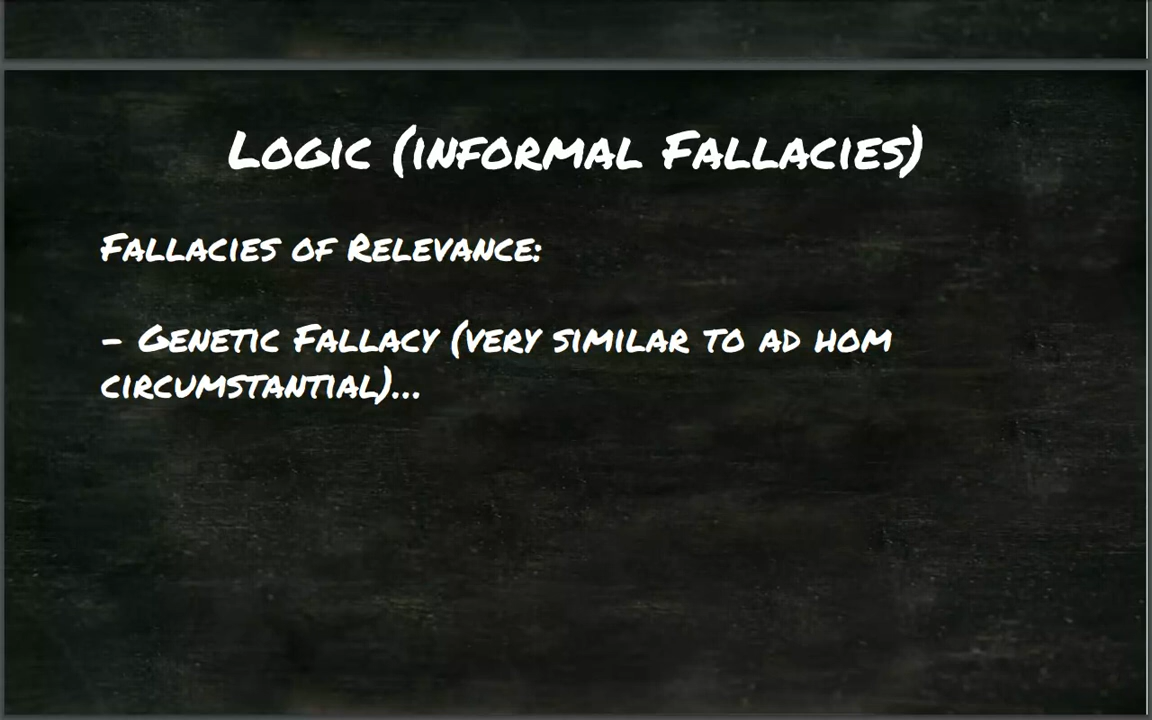 Logic (informal Fallacies)
Fallacies of Relevance:
- Genetic Fallacy (very similar to ad hom
circumstantial)...